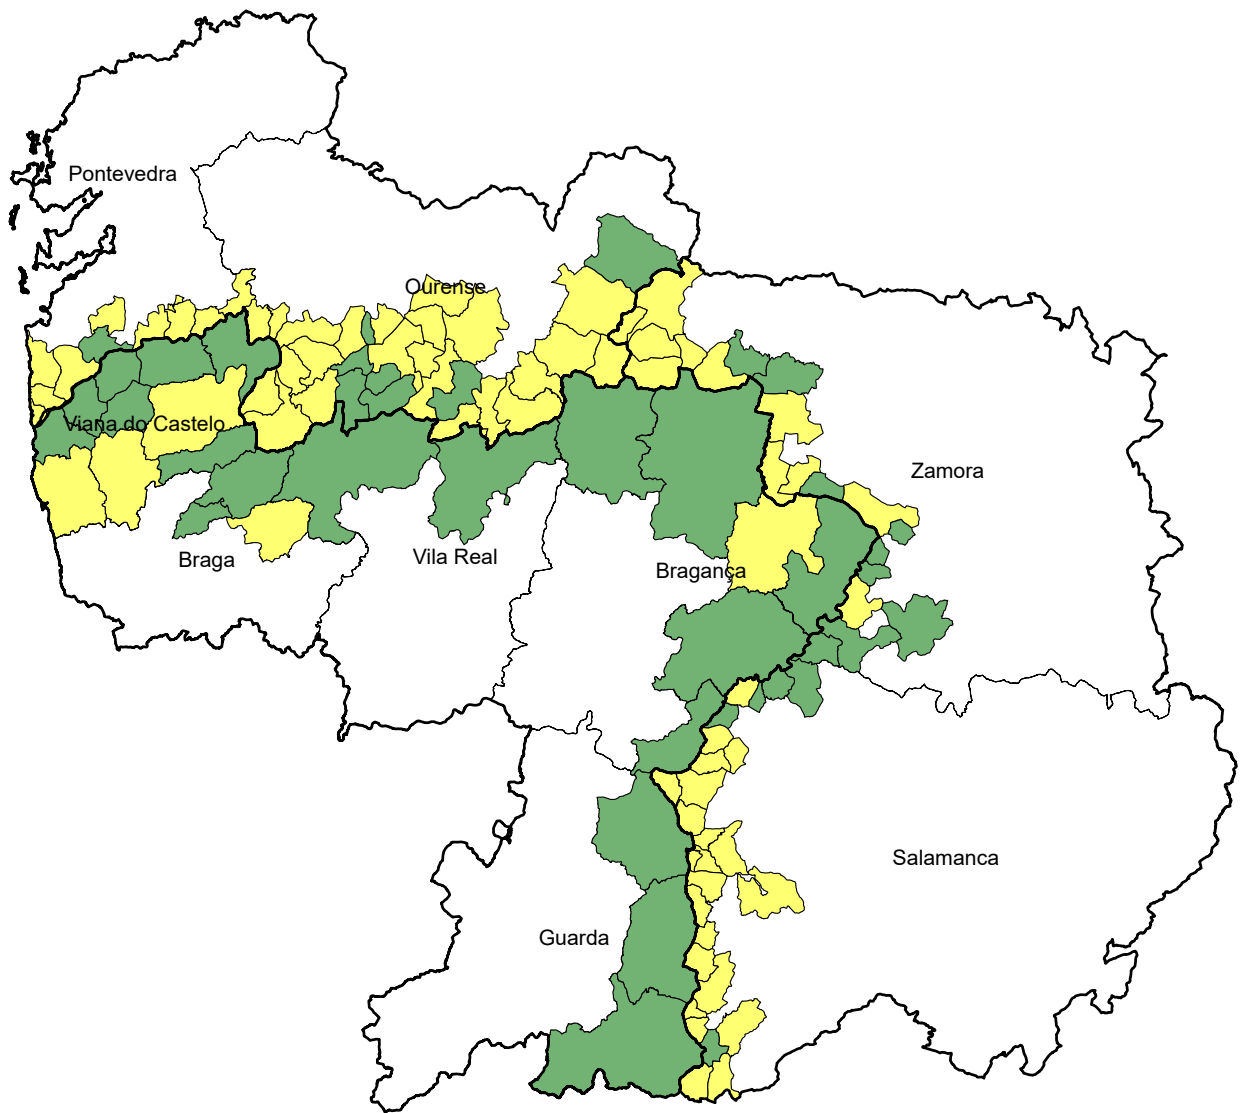 Pontevedra
Ourense
Viana do Castelo
Zamora
Braga
Vila Real
Bragança
Salamanca
Guarda